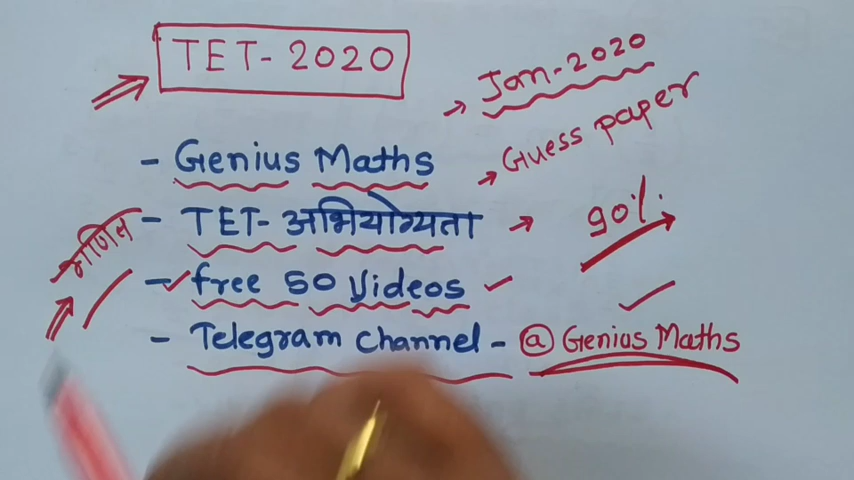 TET-2020
→ Jan-2020
- Genius Maths
→ Guess paper
- TET-अभियोग्यता → 90%
गणित
- free 50 Videos
- Telegram channel - @ Genius Maths